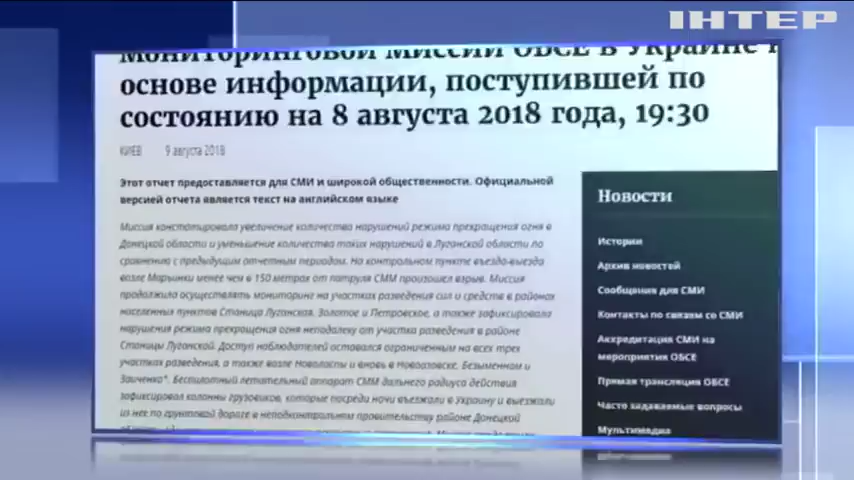 ІНТЕР
Мониторинговой миссии ОБСЕ в Украине
основе информации, поступившей по
состоянию на 8 августа 2018 года, 19:30
КИЕВ 9 августа 2018
Этот отчет предоставляется для СМИ и широкой общественности. Официальной
версией отчета является текст на английском языке
Миссия констатировала увеличение количества нарушений режима прекращения огня в
Донецкой области и уменьшение количества таких нарушений в Луганской области по
сравнению с предыдущим отчетным периодом. На контрольном пункте въезда-выезда
возле Марьинки менее чем в 150 метрах от патруля СММ произошел взрыв. Миссия
продолжила осуществлять мониторинг на участках разведения сил и средств в районах
населенных пунктов Станица Луганская, Золотое и Петровское, а также зафиксировала
нарушения режима прекращения огня неподалеку от участка разведения в районе
Станицы Луганской. Доступ наблюдателей оставался ограниченным на всех трех
участках разведения, а также возле Новоласпы и вновь в Новоазовске, Безыменном и
Заиченко*. Беспилотный летательный аппарат СММ дальнего радиуса действия
зафиксировал колонны грузовиков, которые посреди ночи въезжали в Украину и выезжали
из нее по грунтовой дороге в неподконтрольном правительству районе Донецкой
Новости
Истории
Архив новостей
Сообщения для СМИ
Контакты по связям со СМИ
Аккредитация СМИ на
мероприятия ОБСЕ
Прямая трансляция ОБСЕ
Часто задаваемые вопросы
Мультимедиа